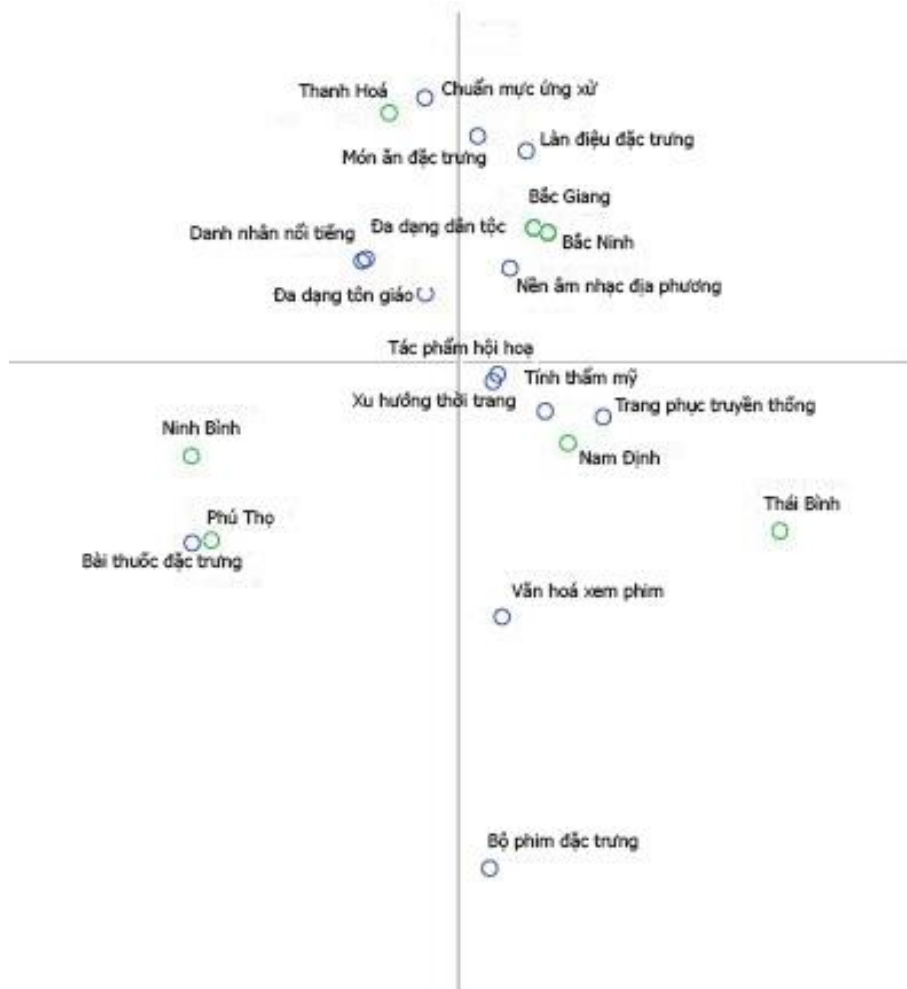 Thanh Hoá
Chuẩn mực ứng xử
Món ăn đặc trưng
Làn điệu đặc trưng
Bắc Giang
Danh nhân nổi tiếng
Đa dạng dân tộc
Bắc Ninh
Đa dạng tôn giáo
Nền âm nhạc địa phương
Tác phẩm hội hoạ
Tính thẩm mỹ
Xu hướng thời trang
Trang phục truyền thống
Ninh Bình
Nam Định
Thái Bình
Phú Thọ
Bài thuốc đặc trưng
Văn hoá xem phim
Bộ phim đặc trưng